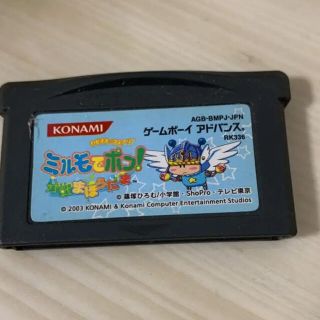 AGB-BMPJ-JPN
KONAMI
ゲームボーイ アドバンス
RK336
ミルモでポン!
© 篠塚ひろむ/小学館・ShoPro・テレビ東京
© 2003 KONAMI & Konami Computer Entertainment Studios